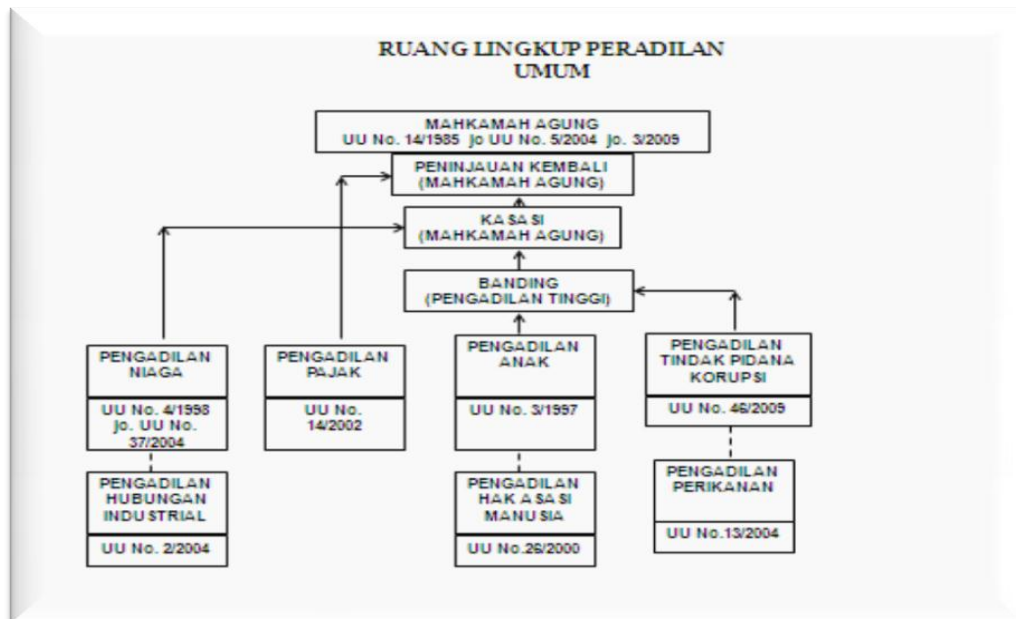 RUANG LINGKUP PERADILAN
UMUM
MAHKAMAH AGUNG
UU No. 14/1985 jo UU No. 5/2004 jo. 3/2009
PENINJAUAN KEMBALI
(MAHKAMAH AGUNG)
KASASI
(MAHKAMAH AGUNG)
BANDING
(PENGADILAN TINGGI)
PENGADILAN
NIAGA
UU No. 4/1998
jo. UU No.
37/2004
PENGADILAN
PAJAK
UU No.
14/2002
PENGADILAN
ANAK
UU No. 3/1997
PENGADILAN
TINDAK PIDANA
KORUPSI
UU No. 46/2009
PENGADILAN
HUBUNGAN
INDUSTRIAL
UU No. 2/2004
PENGADILAN
HAK ASASI
MANUSIA
UU No.26/2000
PENGADILAN
PERIKANAN
UU No.13/2004